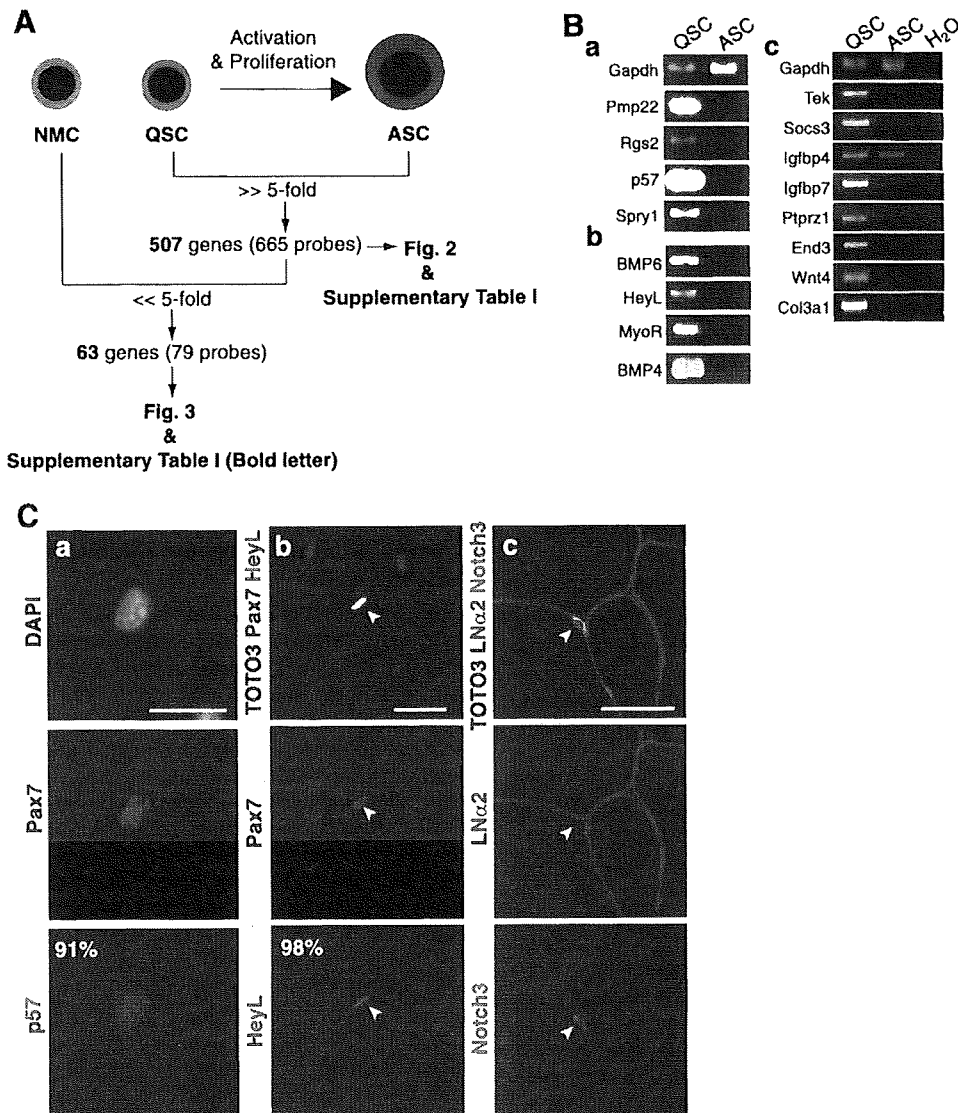 A
Activation
& Proliferation
NMC
QSC
ASC
>> 5-fold
507 genes (665 probes)
Fig. 2
&
Supplementary Table I
<< 5-fold
63 genes (79 probes)
Fig. 3
&
Supplementary Table I (Bold letter)
B
a
QSC
ASC
Gapdh
Pmp22
Rgs2
p57
Spry1
b
BMP6
HeyL
MyoR
BMP4
c
QSC
ASC
H2O
Gapdh
Tek
Socs3
Igfbp4
Igfbp7
Ptprz1
End3
Wnt4
Col3a1
C
a
DAPI
Pax7
91%
p57
b
TOTO3 Pax7 HeyL
Pax7
98%
HeyL
c
TOTO3 LNα2 Notch3
LNα2
Notch3